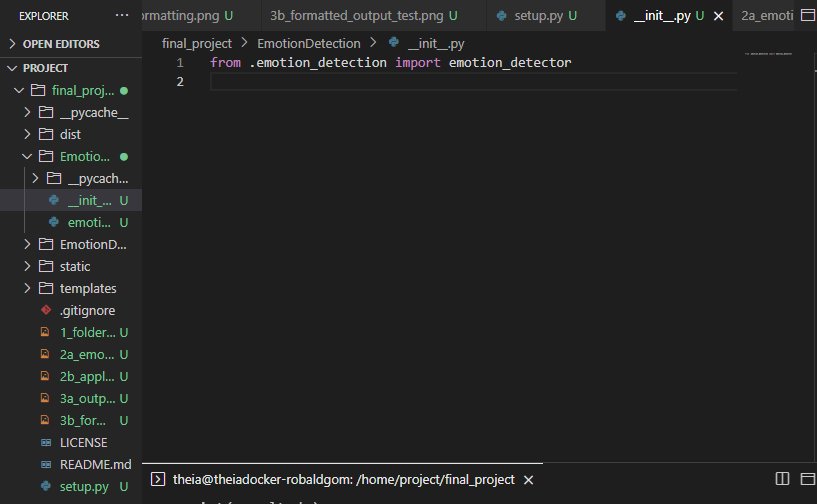 EXPLORER ...
ormatting.png U
3b_formatted_output_test.png U
setup.py U
__init__.py U
2a_emoti
OPEN EDITORS
final_project > EmotionDetection > __init__.py
PROJECT
1 from .emotion_detection import emotion_detector
2
final_proj...
__pycache__
dist
Emotio...
__pycach...
__init_... U
emoti... U
EmotionD...
static
templates
.gitignore
1_folder... U
2a_emo... U
2b_appl... U
3a_outp... U
3b_for... U
LICENSE
README.md
setup.py U
theia@theiadocker-robaldgom: /home/project/final_project